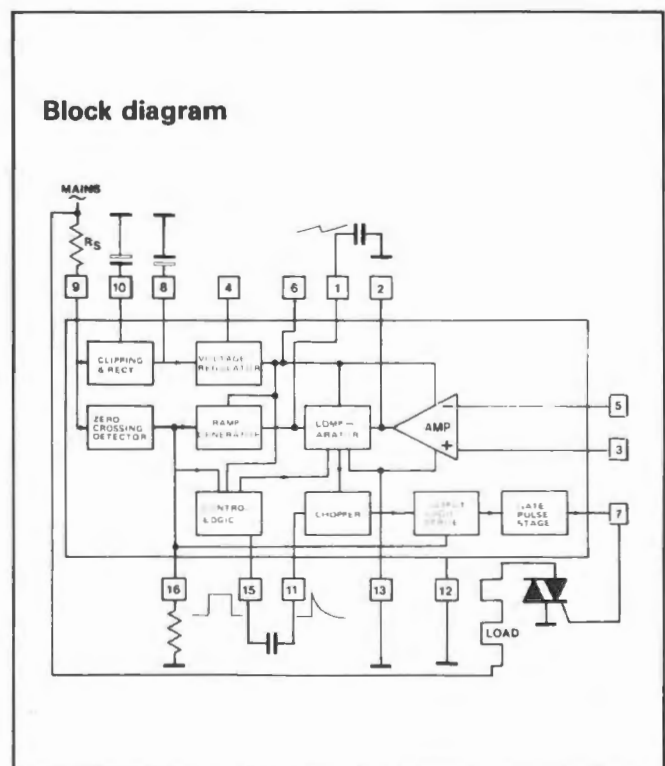 Block diagram
MAINS
RS
9
10
8
4
6
1
2
CLIPPING
& RECT
VOLTAGE
REGULATOR
ZERO
CROSSING
DETECTOR
RAMP
GENERATOR
COMP-
ARATOR
AMP
−
+
5
3
CONTROL
LOGIC
CHOPPER
STAGE
GATE
PULSE
STAGE
7
16
15
11
13
12
LOAD